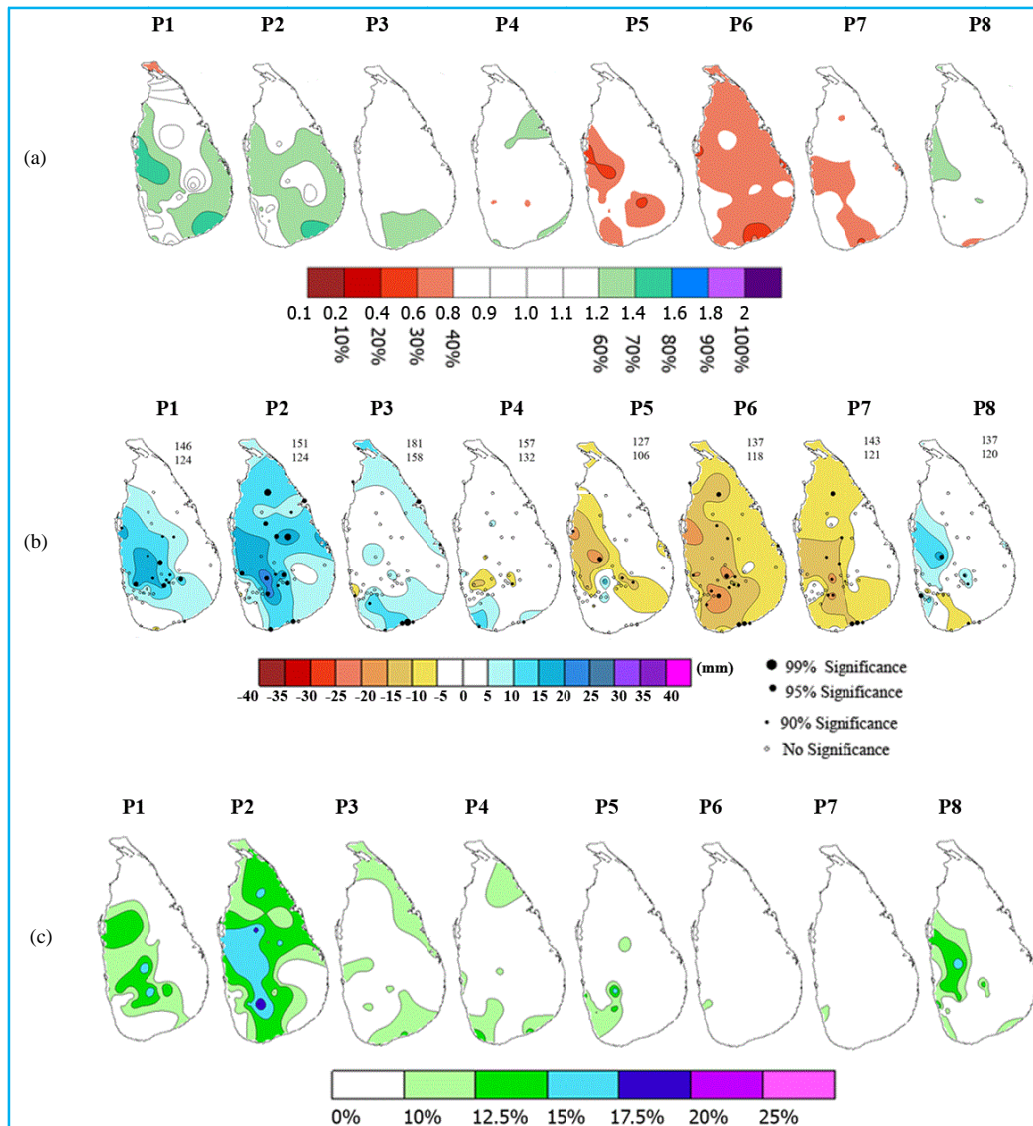 P1 P2 P3 P4 P5 P6 P7 P8
(a)
0.1 0.2 0.4 0.6 0.8 0.9 1.0 1.1 1.2 1.4 1.6 1.8 2
10% 20% 30% 40% 60% 70% 80% 90% 100%
P1 P2 P3 P4 P5 P6 P7 P8
146 151 181 157 127 137 143 137
124 124 158 132 106 118 121 120
(b)
(mm)
-40 -35 -30 -25 -20 -15 -10 -5 0 5 10 15 20 25 30 35 40
99% Significance
95% Significance
90% Significance
No Significance
P1 P2 P3 P4 P5 P6 P7 P8
(c)
0% 10% 12.5% 15% 17.5% 20% 25%